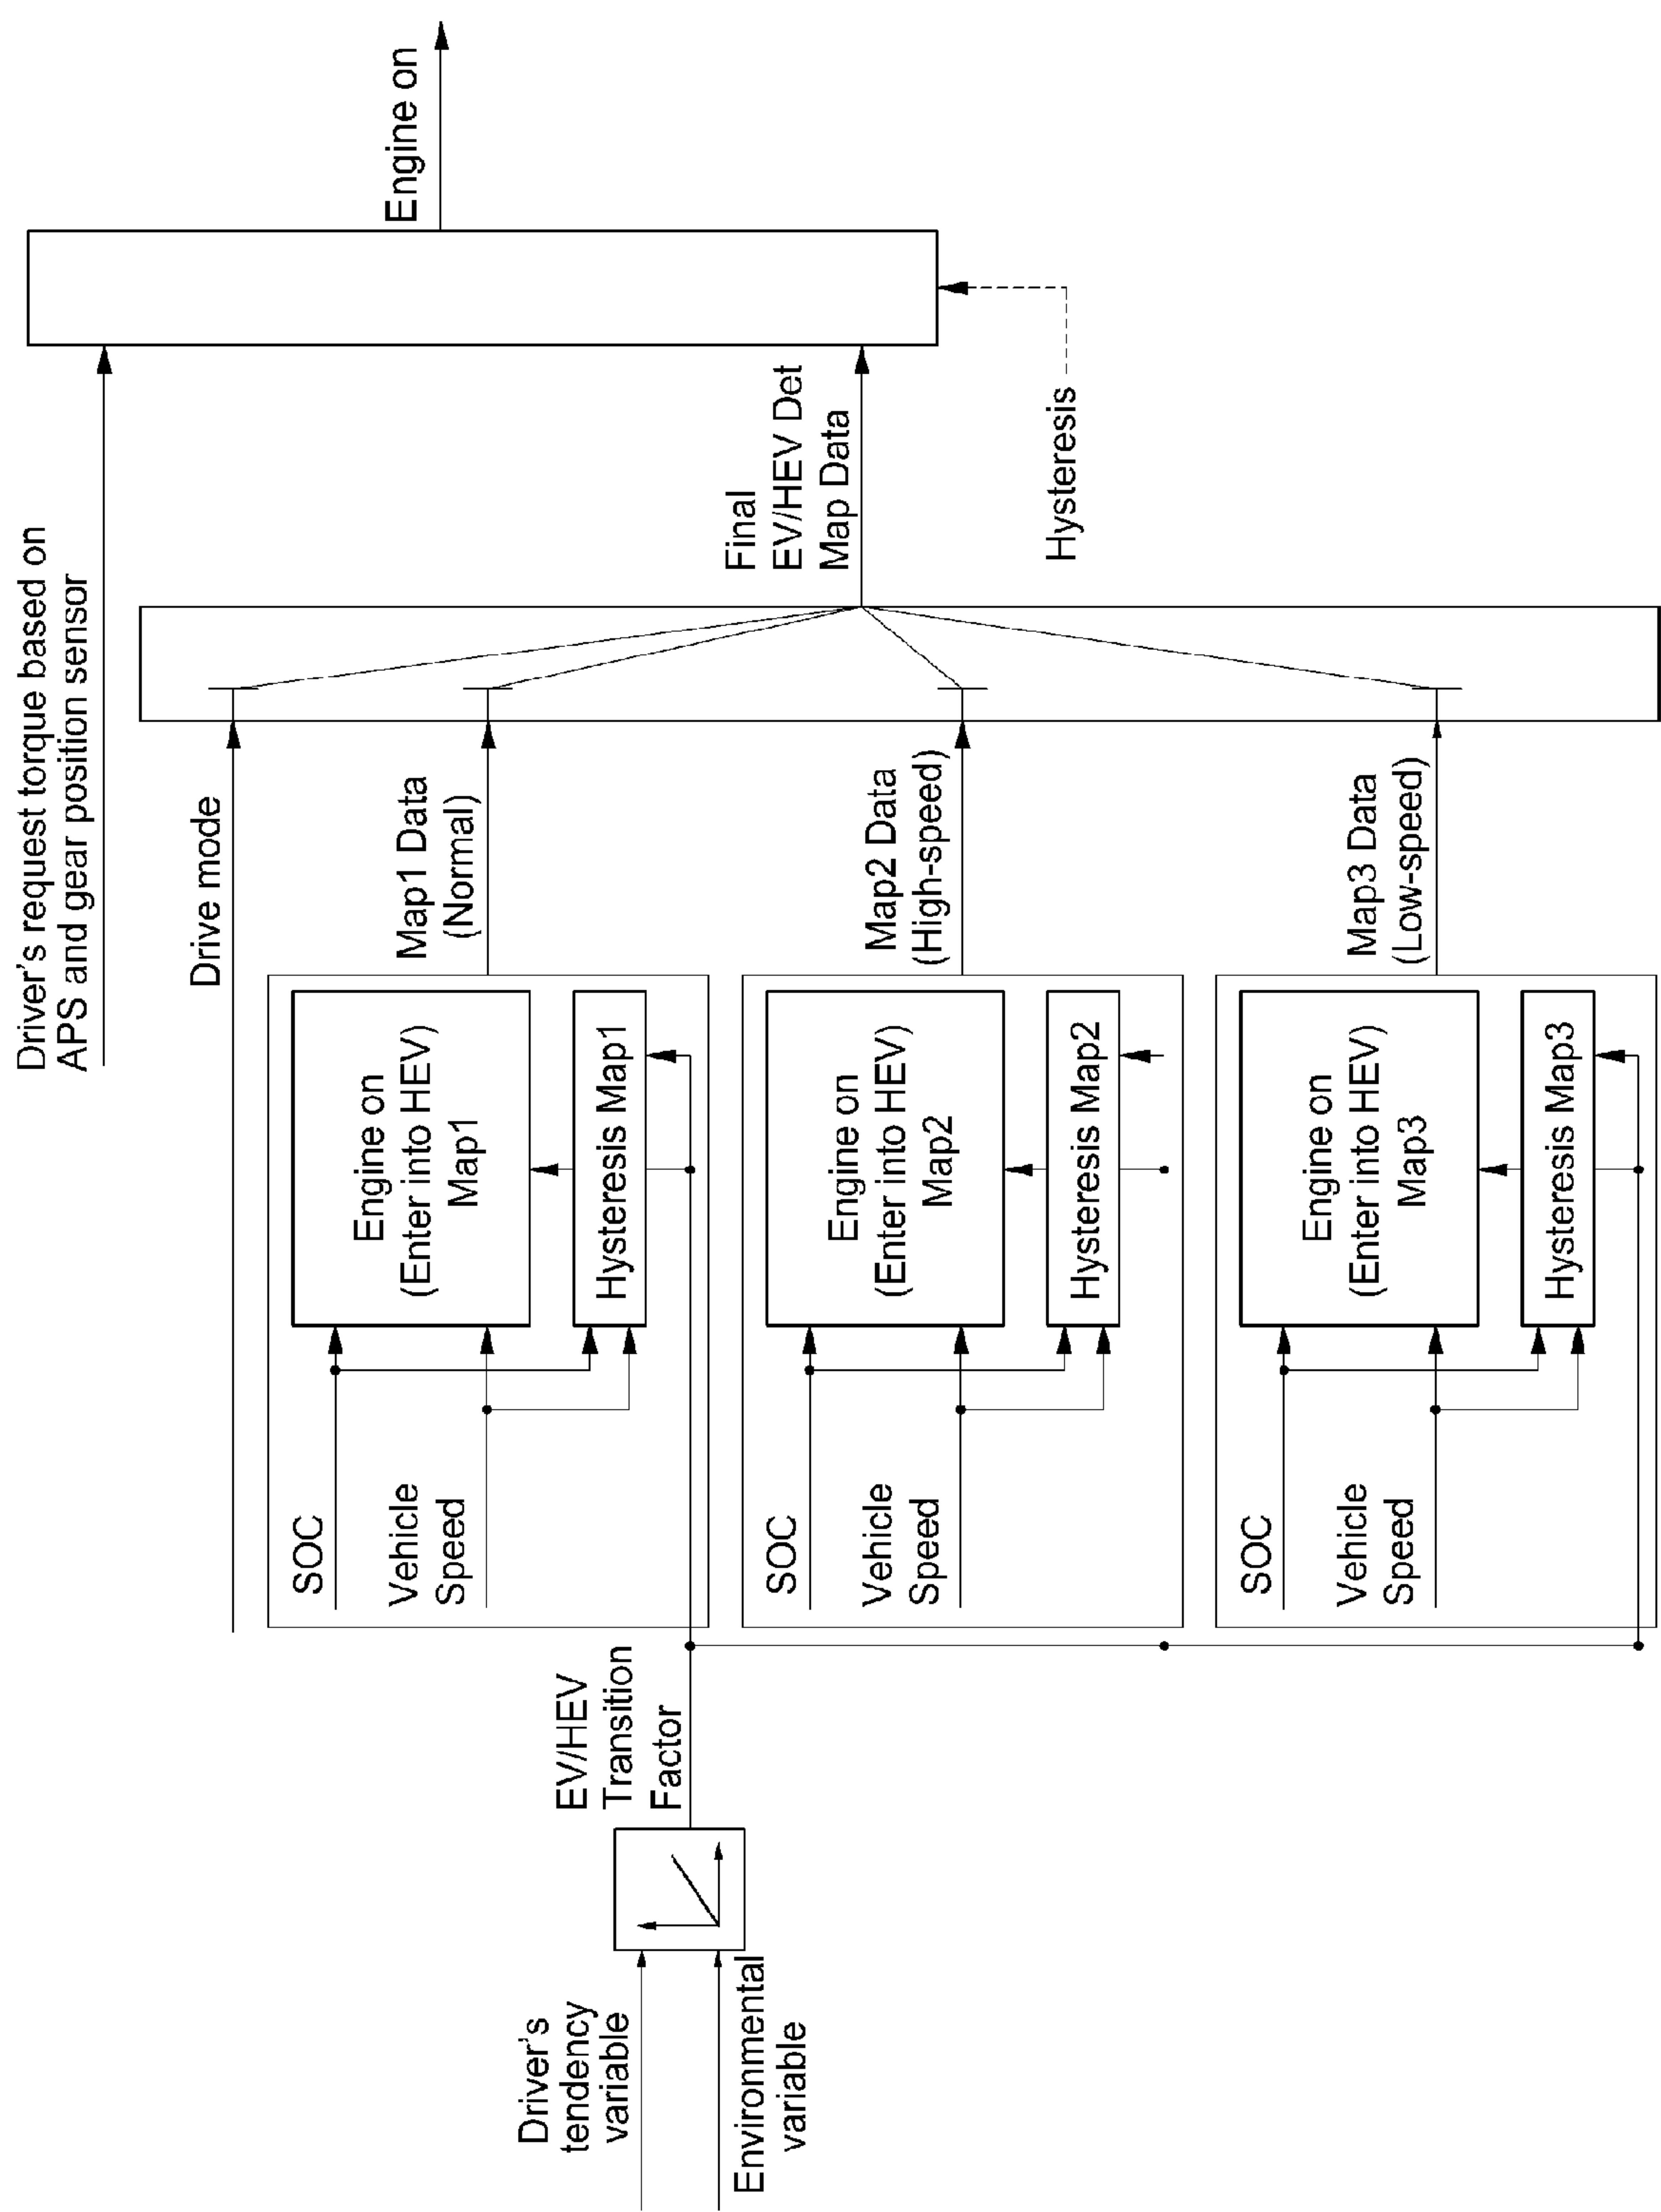 Driver's request torque based on
APS and gear position sensor
Engine on
Drive mode
Final
EV/HEV Det
Map Data
Hysteresis
Driver's
tendency
variable
Environmental
variable
EV/HEV
Transition
Factor
SOC
Vehicle
Speed
Engine on
(Enter into HEV)
Map1
Hysteresis Map1
Map1 Data
(Normal)
SOC
Vehicle
Speed
Engine on
(Enter into HEV)
Map2
Hysteresis Map2
Map2 Data
(High-speed)
SOC
Vehicle
Speed
Engine on
(Enter into HEV)
Map3
Hysteresis Map3
Map3 Data
(Low-speed)